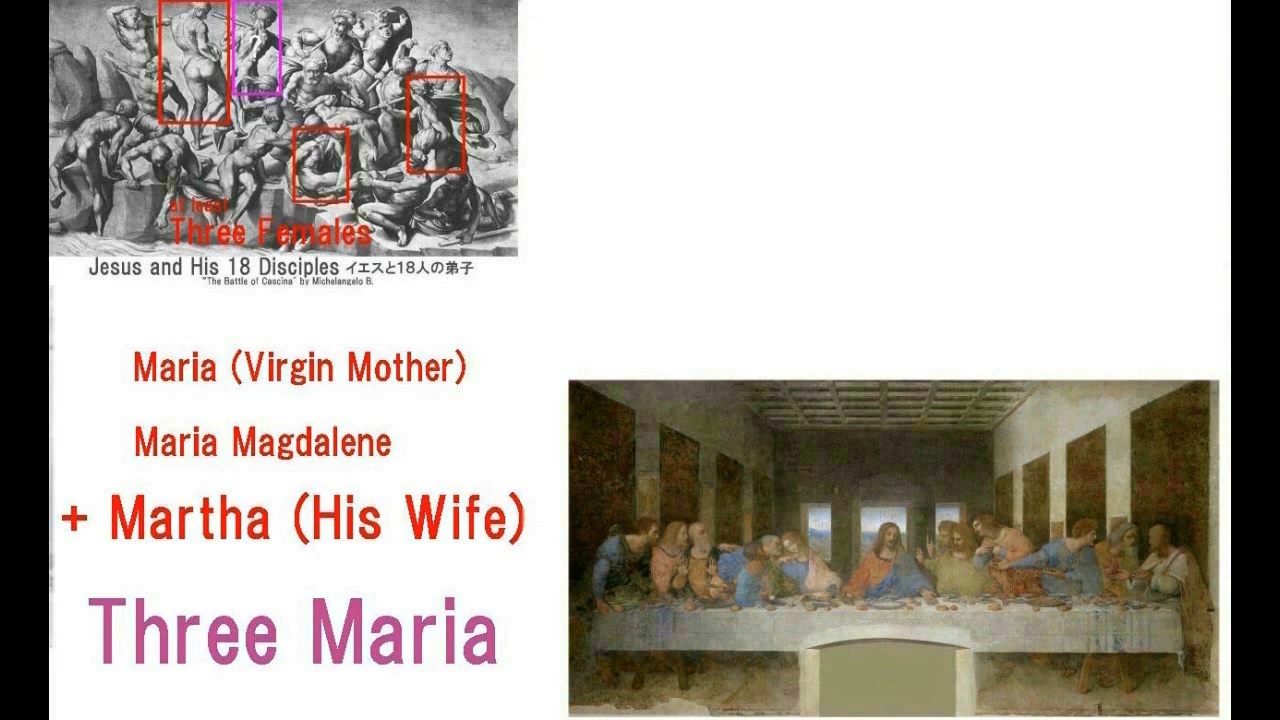 ?
at least
Three Females
Jesus and His 18 Disciples イエスと18人の弟子
"The Battle of Cascina" by Michelangelo B.
Maria (Virgin Mother)
Maria Magdalene
+ Martha (His Wife)
Three Maria